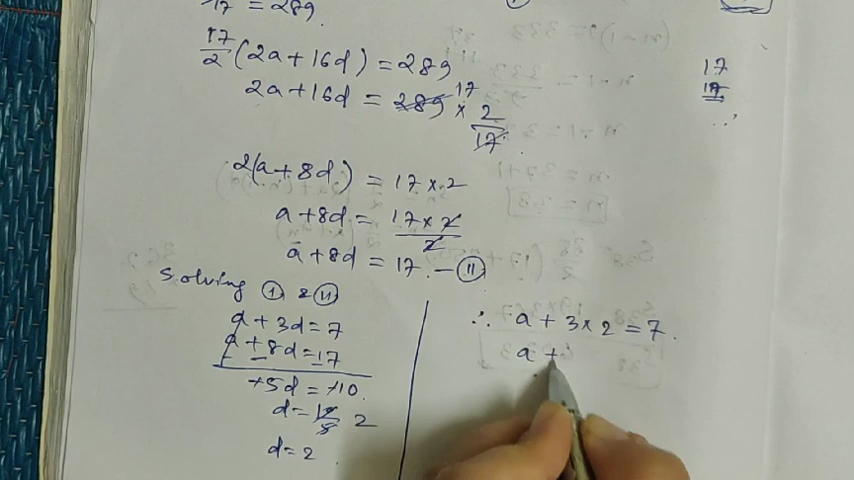 17 = 289.
17/2 (2a + 16d) = 289
2a + 16d = 289 17 × 2/17
17
17
2(a + 8d) = 17 × 2
a + 8d = 17 × 2/2
a + 8d = 17. — II
Solving I & II
a + 3d = 7
a + 8d = 17
- - -
+5d = +10.
d = 10/5 2
d = 2
∴ a + 3 × 2 = 7.
a +